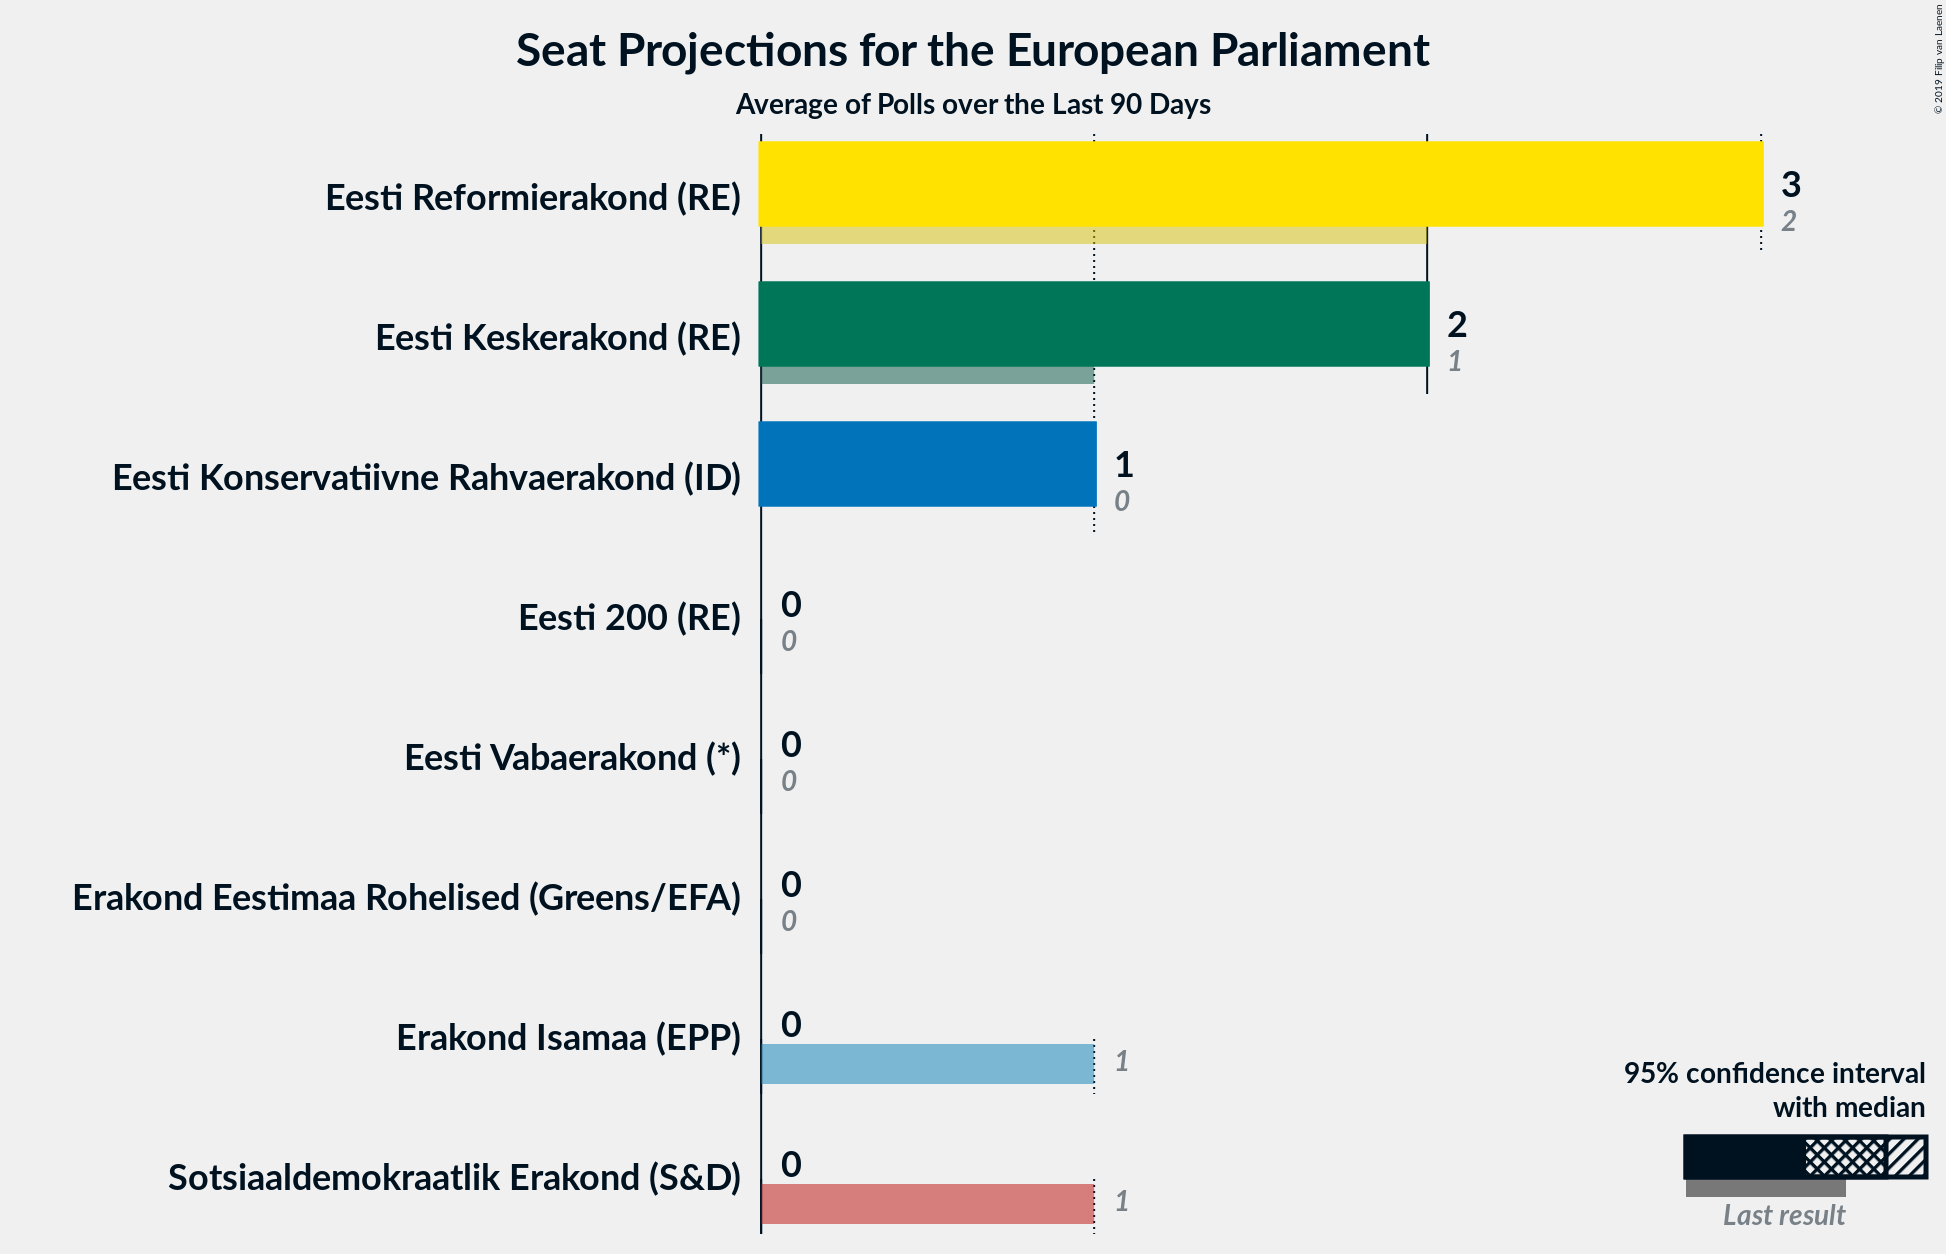 Seat Projections for the European Parliament
Average of Polls over the Last 90 Days
© 2019 Filip van Laenen
Eesti Reformierakond (RE)
3
2
Eesti Keskerakond (RE)
2
1
Eesti Konservatiivne Rahvaerakond (ID)
1
0
Eesti 200 (RE)
0
0
Eesti Vabaerakond (*)
0
0
Erakond Eestimaa Rohelised (Greens/EFA)
0
0
Erakond Isamaa (EPP)
0
1
Sotsiaaldemokraatlik Erakond (S&D)
0
1
95% confidence interval
with median
Last result